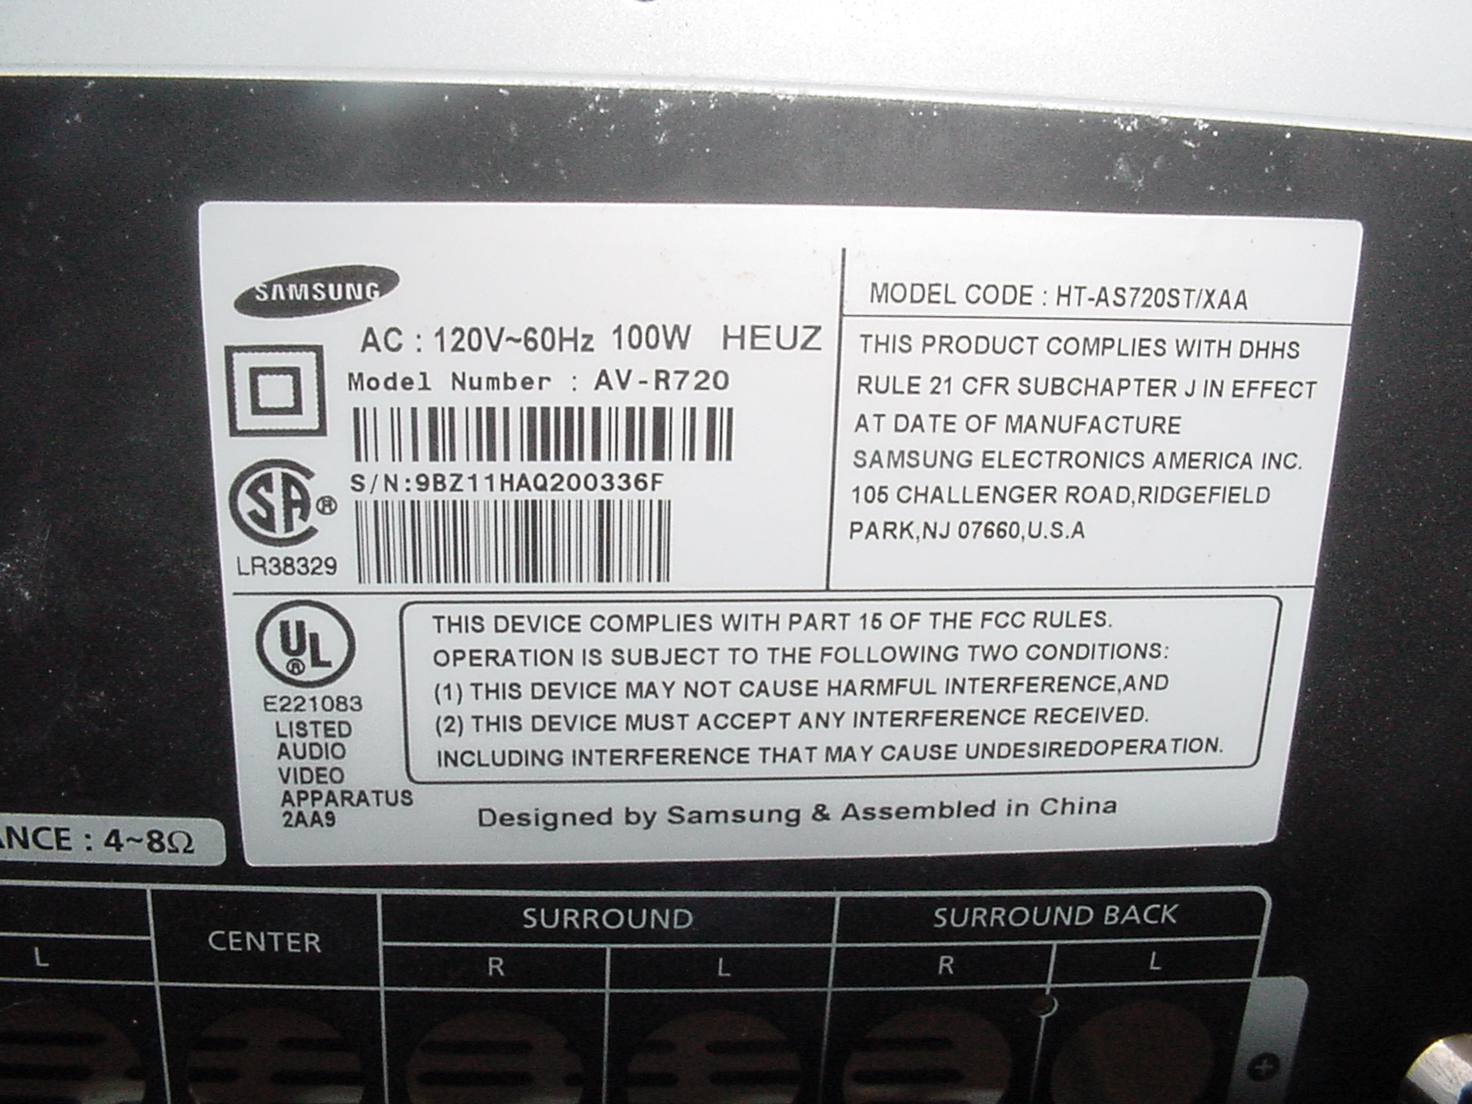 SAMSUNG
AC : 120V~60Hz 100W HEUZ
Model Number : AV-R720
S/N:9BZ11HAQ200336F
SA ®
LR38329
MODEL CODE : HT-AS720ST/XAA
THIS PRODUCT COMPLIES WITH DHHS
RULE 21 CFR SUBCHAPTER J IN EFFECT
AT DATE OF MANUFACTURE
SAMSUNG ELECTRONICS AMERICA INC.
105 CHALLENGER ROAD,RIDGEFIELD
PARK,NJ 07660,U.S.A
UL ®
E221083
LISTED
AUDIO
VIDEO
APPARATUS
2AA9
THIS DEVICE COMPLIES WITH PART 15 OF THE FCC RULES.
OPERATION IS SUBJECT TO THE FOLLOWING TWO CONDITIONS:
(1) THIS DEVICE MAY NOT CAUSE HARMFUL INTERFERENCE,AND
(2) THIS DEVICE MUST ACCEPT ANY INTERFERENCE RECEIVED.
INCLUDING INTERFERENCE THAT MAY CAUSE UNDESIREDOPERATION.
Designed by Samsung & Assembled in China
ANCE : 4~8Ω
L
CENTER
SURROUND
R L
SURROUND BACK
R L